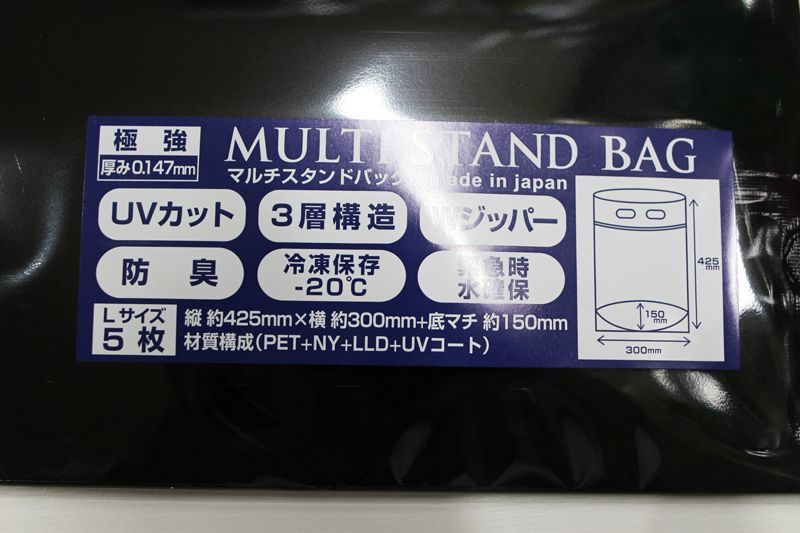 極強
厚み0.147mm
MULTI STAND BAG
マルチスタンドバッグ made in japan
UVカット
3層構造
Wジッパー
防臭
冷凍保存
-20℃
緊急時
水確保
Lサイズ
5枚
縦 約425mm×横 約300mm+底マチ 約150mm
材質構成(PET+NY+LLD+UVコート)
425
mm
150
mm
300mm